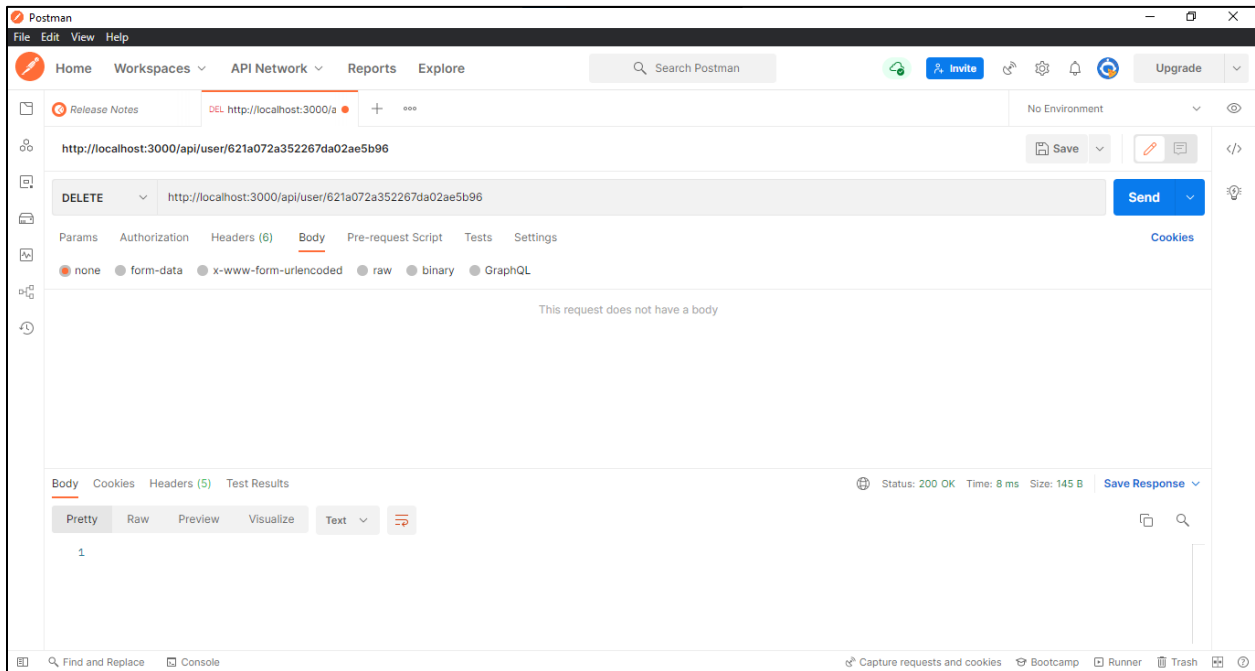 Postman
File Edit View Help
Home Workspaces API Network Reports Explore Search Postman Invite Upgrade
Release Notes DEL http://localhost:3000/a No Environment
http://localhost:3000/api/user/621a072a352267da02ae5b96 Save
DELETE http://localhost:3000/api/user/621a072a352267da02ae5b96 Send
Params Authorization Headers (6) Body Pre-request Script Tests Settings Cookies
none form-data x-www-form-urlencoded raw binary GraphQL
This request does not have a body
Body Cookies Headers (5) Test Results Status: 200 OK Time: 8 ms Size: 145 B Save Response
Pretty Raw Preview Visualize Text
1
Find and Replace Console Capture requests and cookies Bootcamp Runner Trash